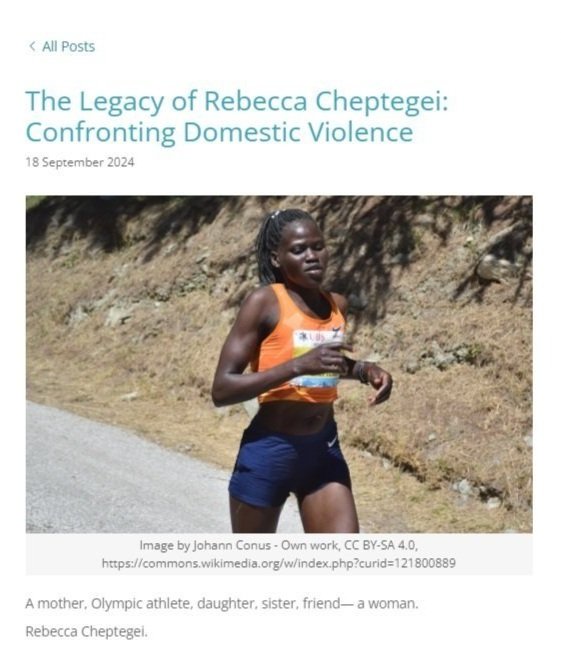 All Posts
The Legacy of Rebecca Cheptegei:
Confronting Domestic Violence
18 September 2024
Image by Johann Conus - Own work, CC BY-SA 4.0,
https://commons.wikimedia.org/w/index.php?curid=121800889
A mother, Olympic athlete, daughter, sister, friend— a woman.
Rebecca Cheptegei.